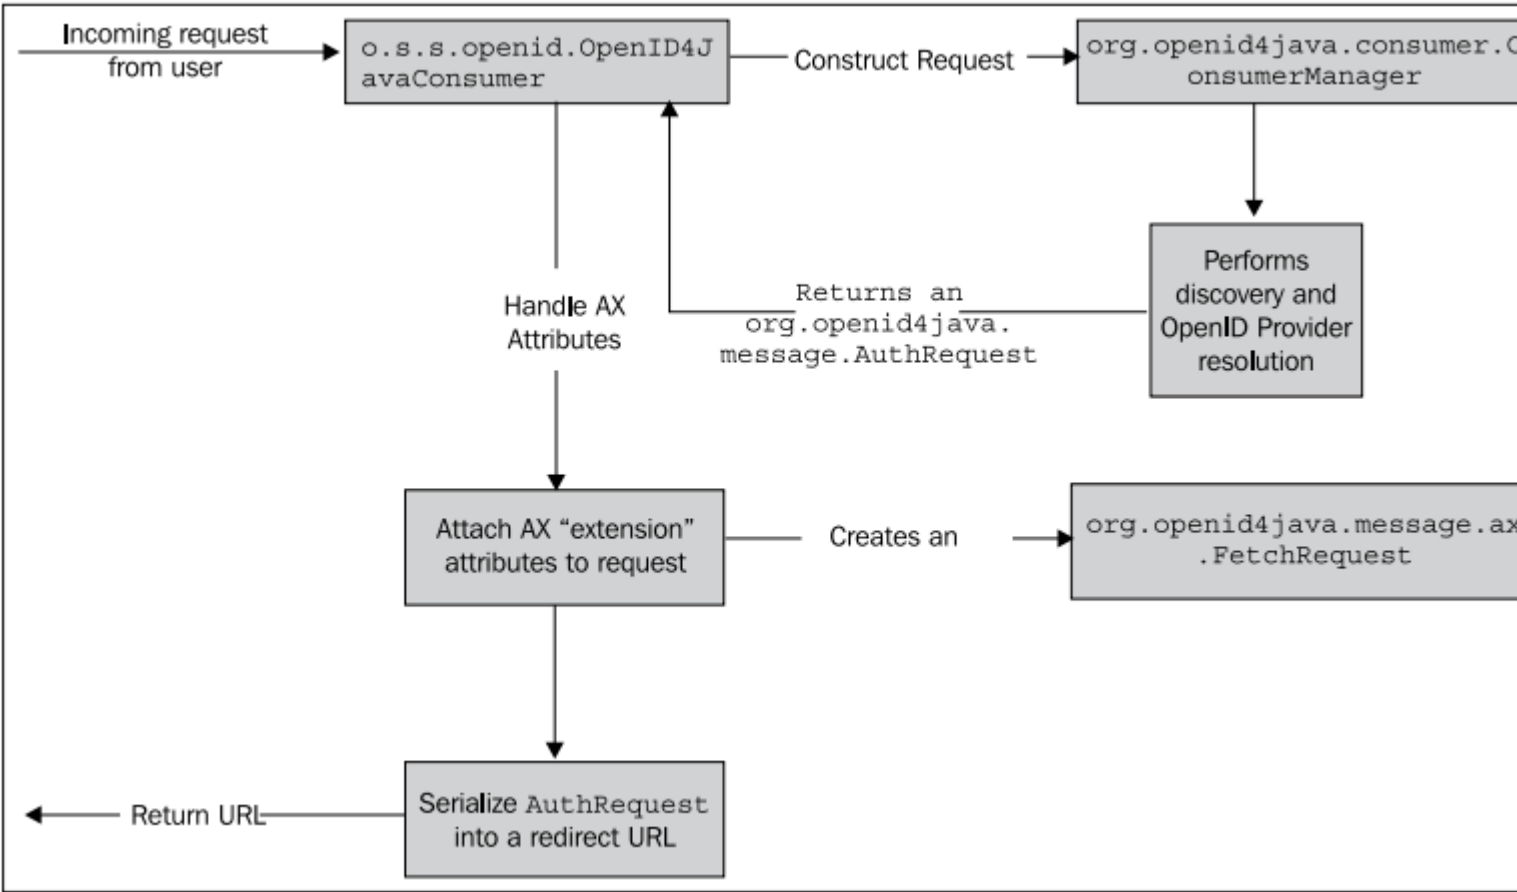 Incoming request
from user
o.s.s.openid.OpenID4J
avaConsumer
Construct Request
org.openid4java.consumer.C
onsumerManager
Performs
discovery and
OpenID Provider
resolution
Returns an
org.openid4java.
message.AuthRequest
Handle AX
Attributes
Attach AX “extension”
attributes to request
Creates an
org.openid4java.message.ax
.FetchRequest
Serialize AuthRequest
into a redirect URL
Return URL